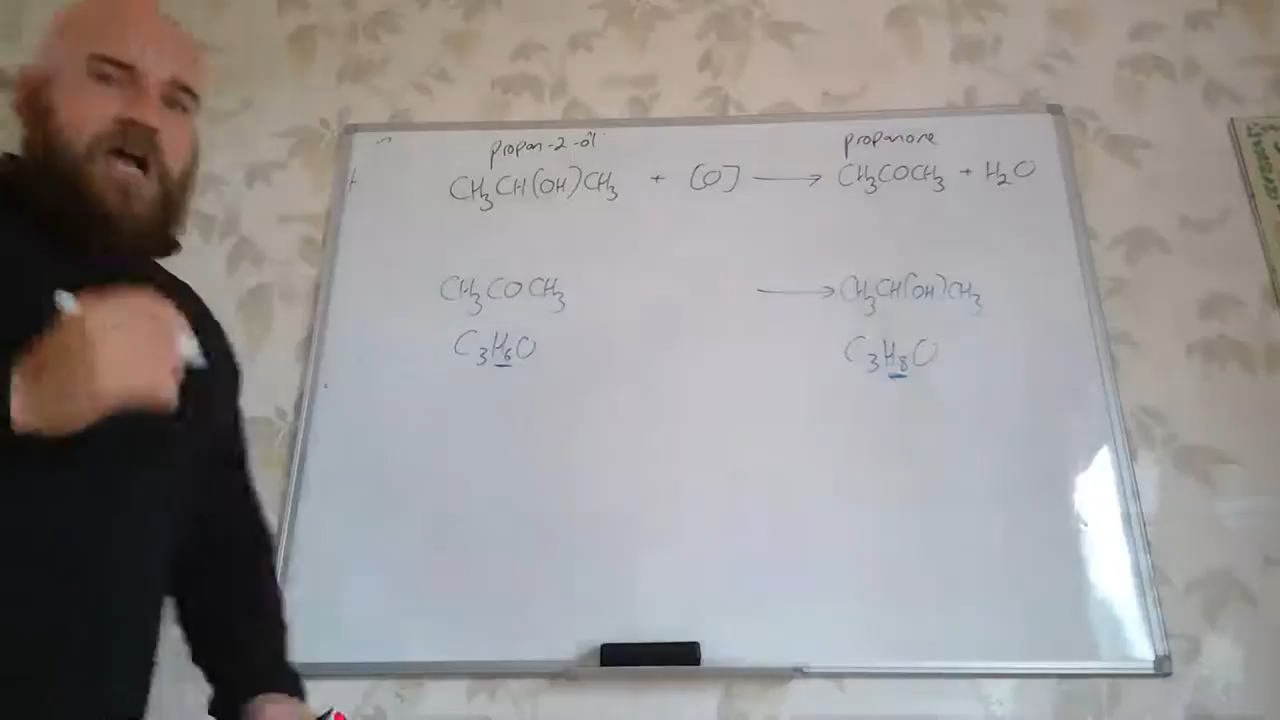 propan-2-ol propanone
CH₃CH(OH)CH₃ + [O] → CH₃COCH₃ + H₂O
CH₃COCH₃ → CH₃CH(OH)CH₃
C₃H₆O C₃H₈O